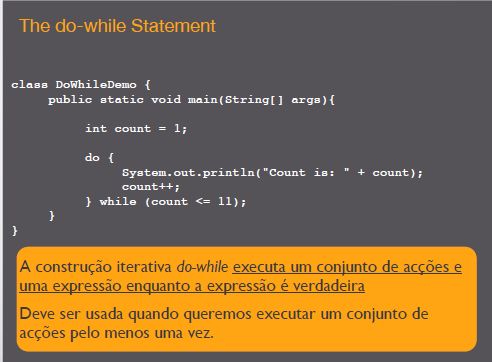 The do-while Statement
class DoWhileDemo {
public static void main(String[] args){
int count = 1;
do {
System.out.println("Count is: " + count);
count++;
} while (count <= 11);
}
}
A construção iterativa do-while executa um conjunto de acções e
uma expressão enquanto a expressão é verdadeira
Deve ser usada quando queremos executar um conjunto de
acções pelo menos uma vez.